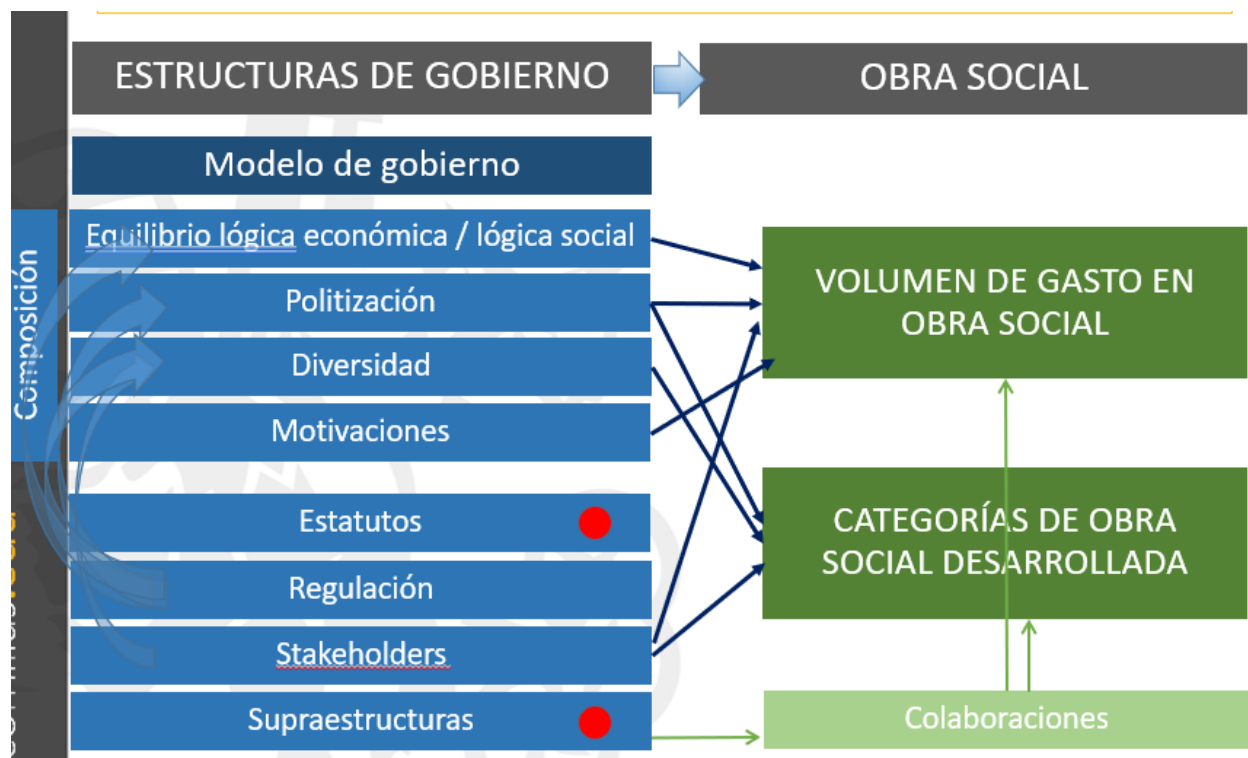 ESTRUCTURAS DE GOBIERNO
OBRA SOCIAL
Modelo de gobierno
Composición
Equilibrio lógica económica / lógica social
Politización
Diversidad
Motivaciones
VOLUMEN DE GASTO EN
OBRA SOCIAL
Estatutos
Regulación
Stakeholders
Supraestructuras
CATEGORÍAS DE OBRA
SOCIAL DESARROLLADA
Colaboraciones